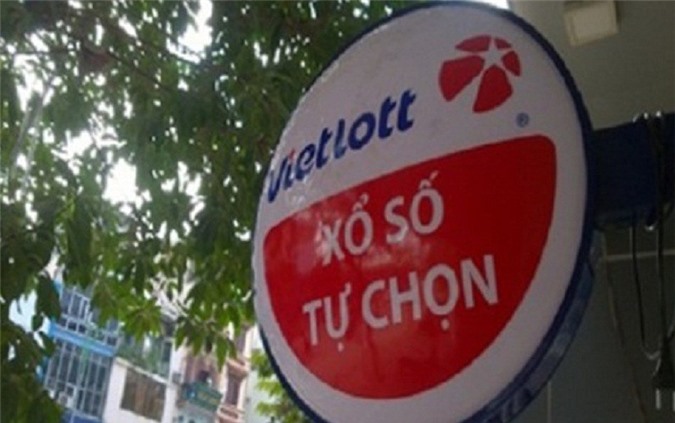 Vietlott
®
XỔ SỐ
TỰ CHỌN